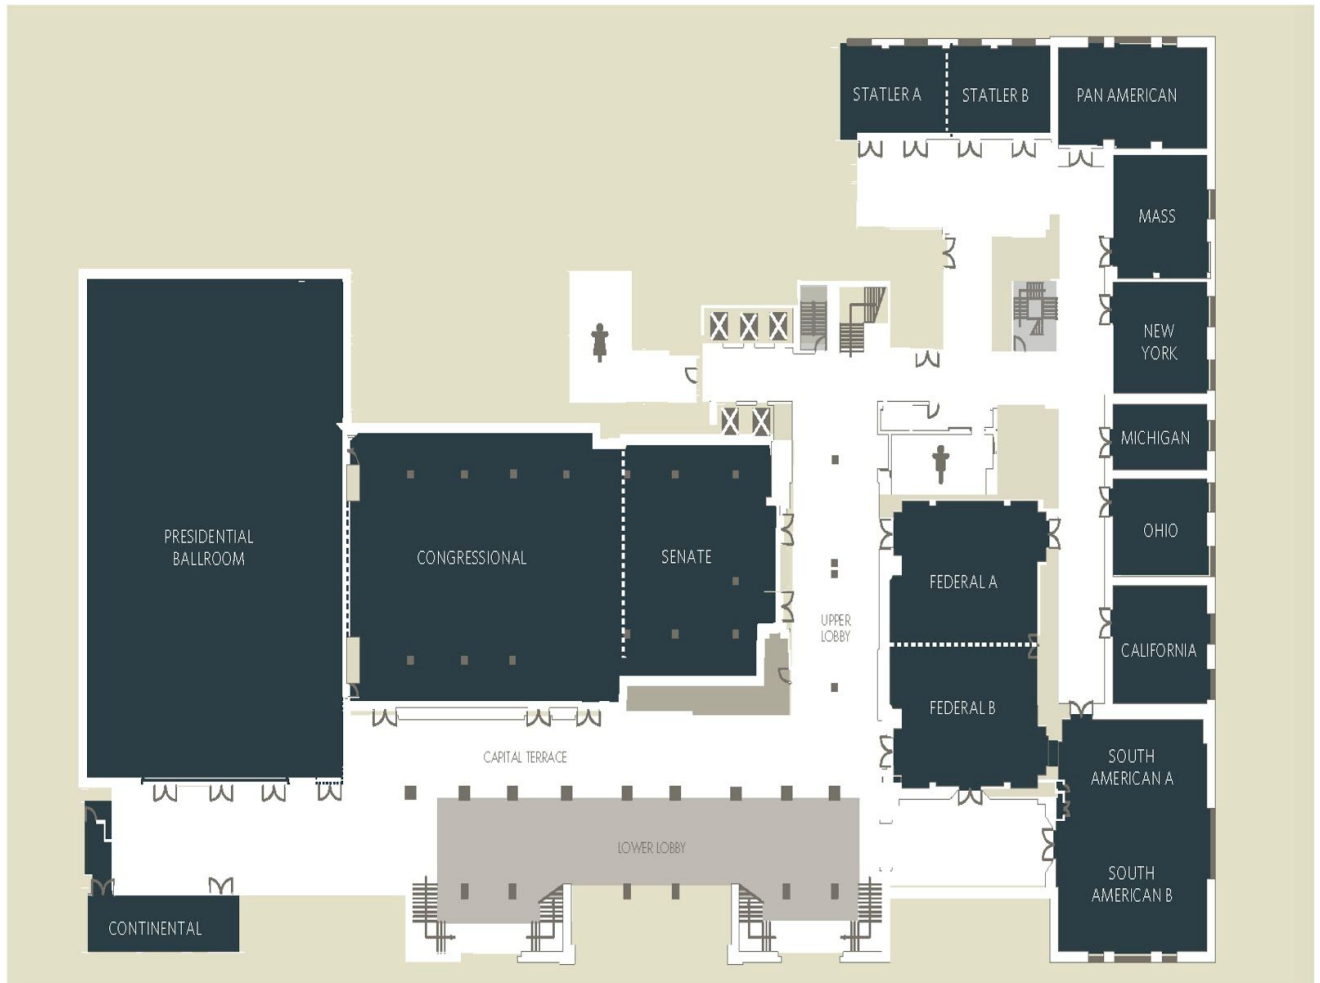 STATLER A
STATLER B
PAN AMERICAN
MASS
NEW
YORK
MICHIGAN
OHIO
PRESIDENTIAL
BALLROOM
CONGRESSIONAL
SENATE
FEDERAL A
UPPER
LOBBY
CALIFORNIA
FEDERAL B
CAPITAL TERRACE
SOUTH
AMERICAN A
LOWER LOBBY
SOUTH
AMERICAN B
CONTINENTAL